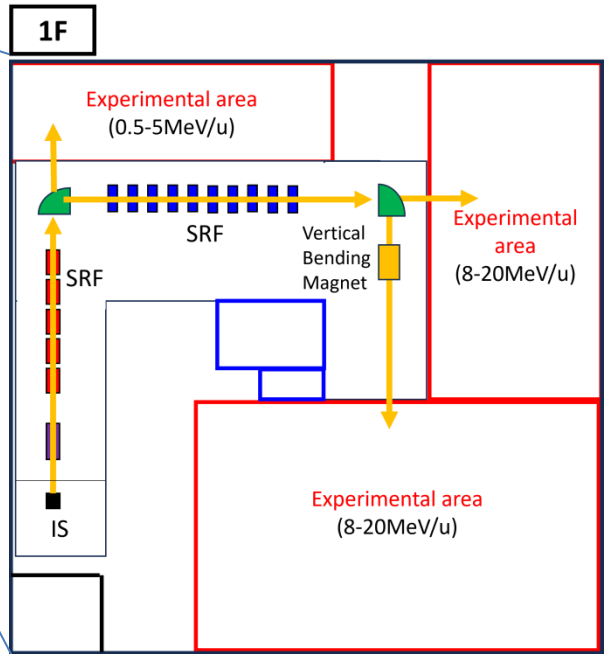 1F
Experimental area
(0.5-5MeV/u)
SRF
Vertical
Bending
Magnet
Experimental
area
(8-20MeV/u)
SRF
Experimental area
(8-20MeV/u)
IS